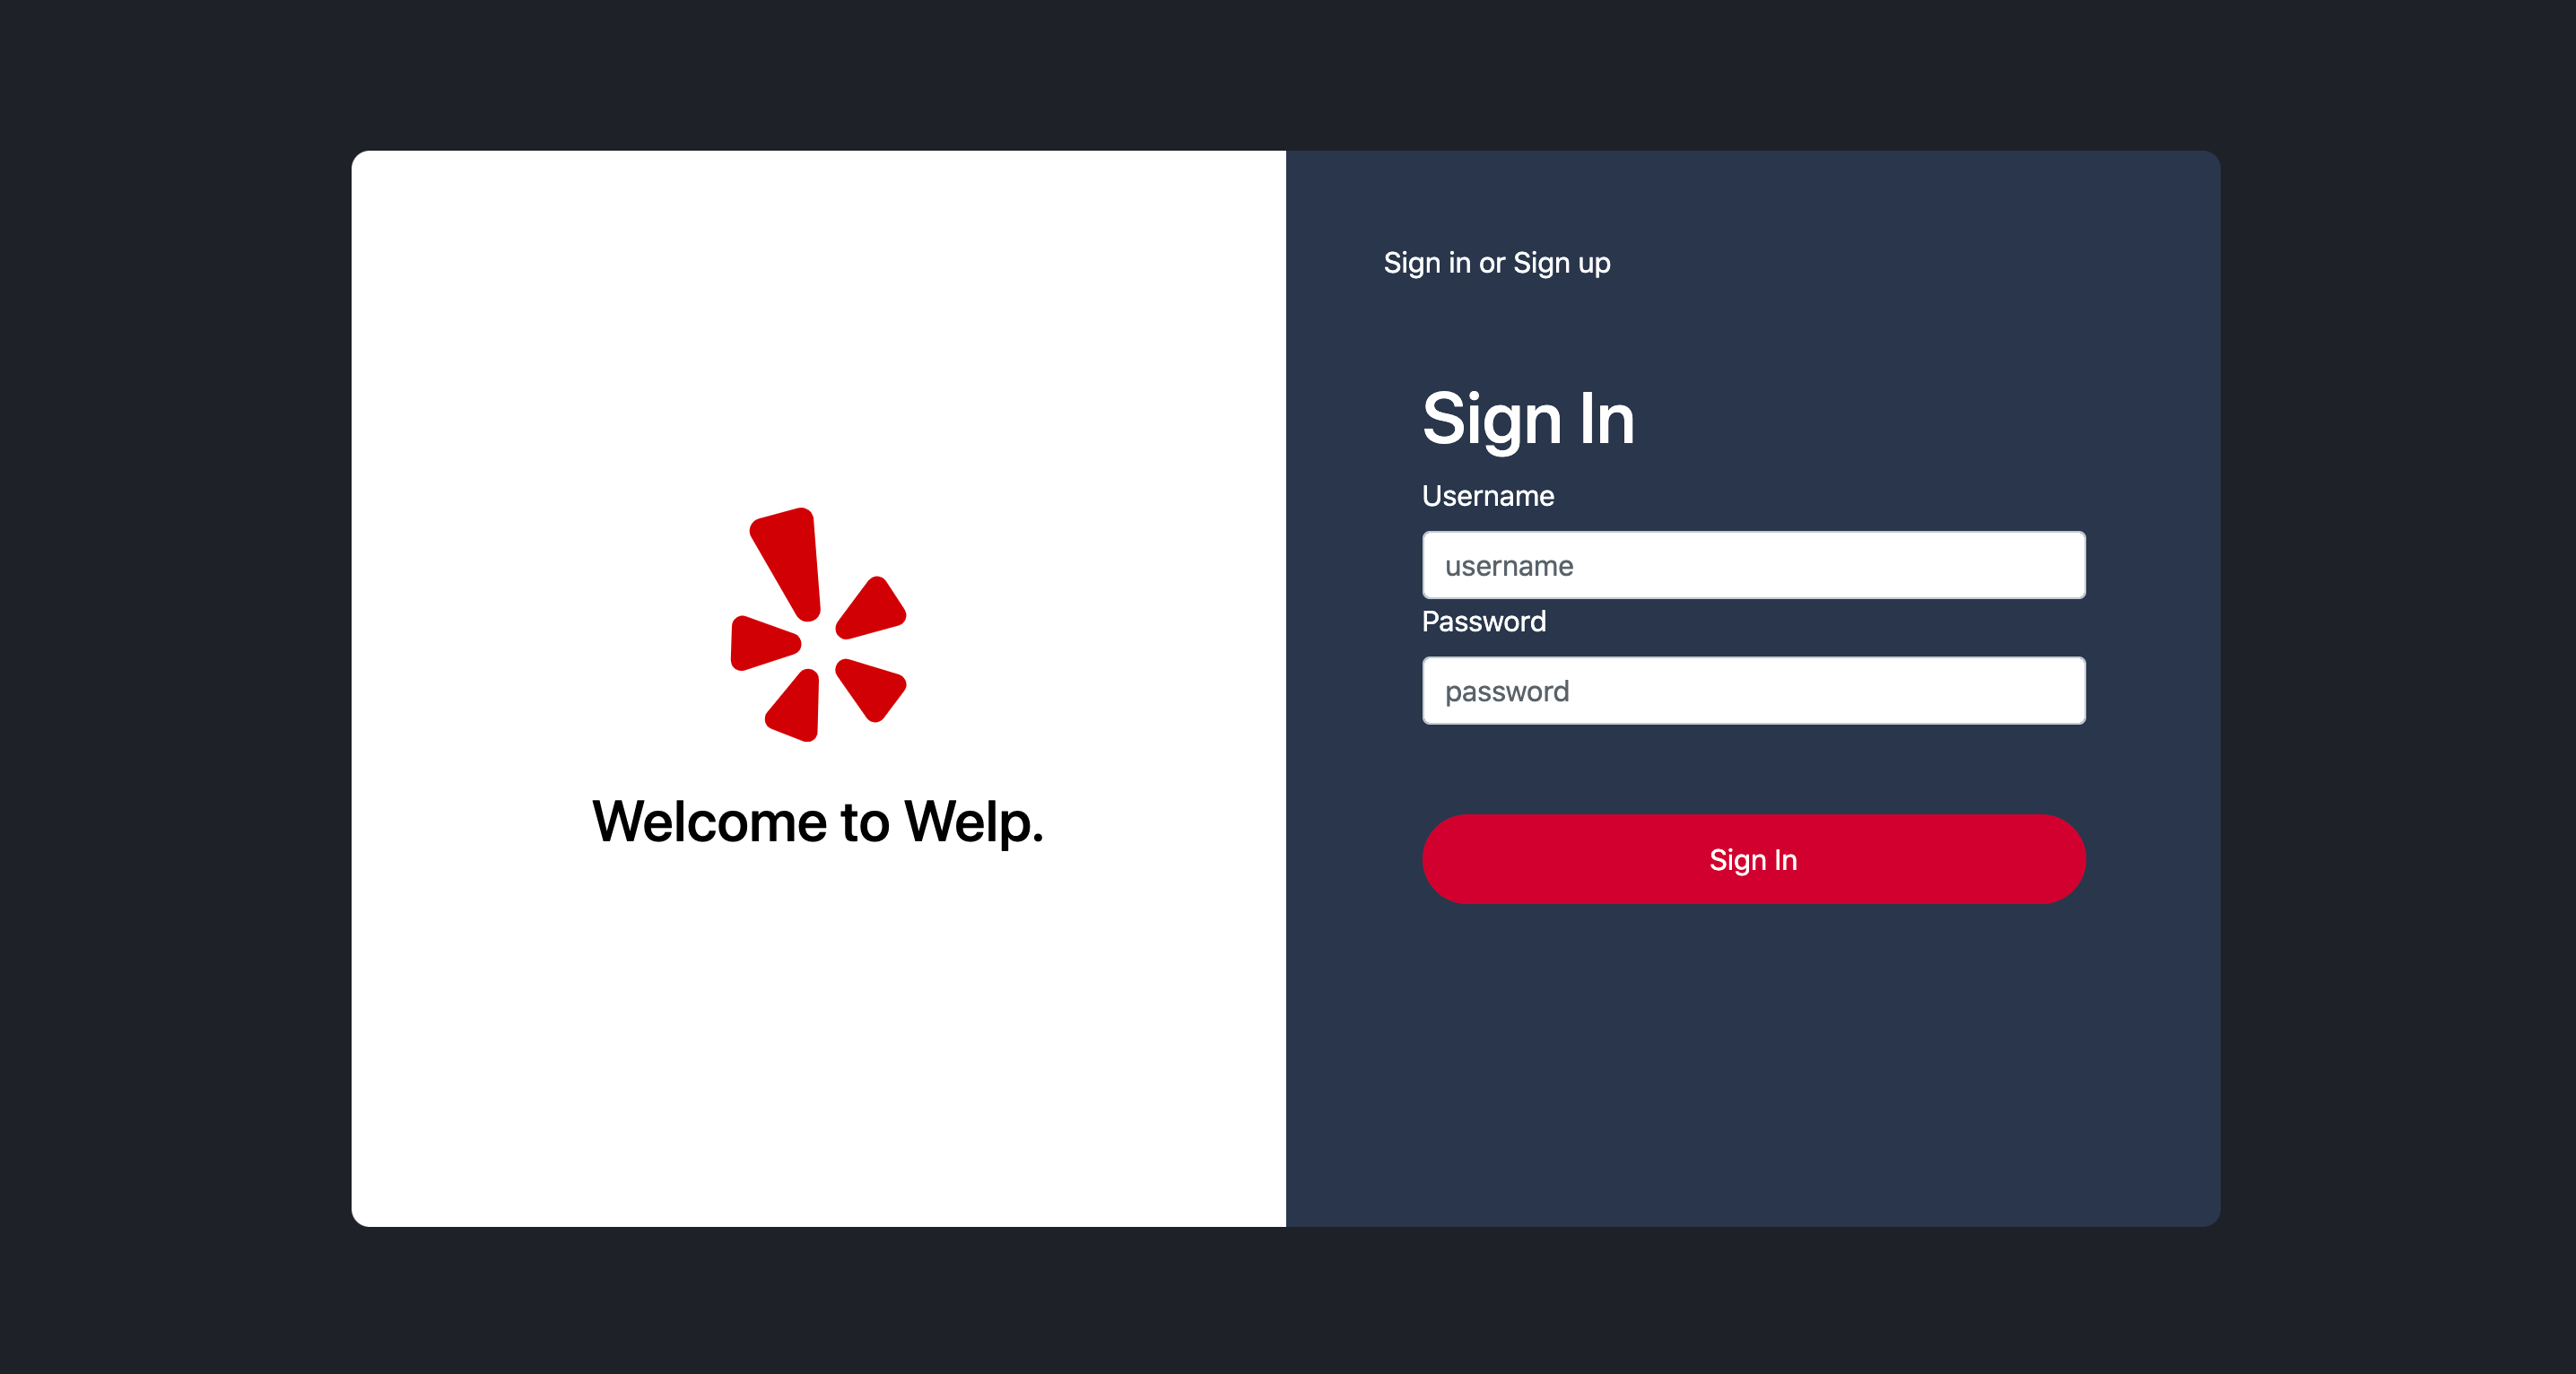 Welcome to Welp.
Sign in or Sign up
Sign In
Username
username
Password
password
Sign In